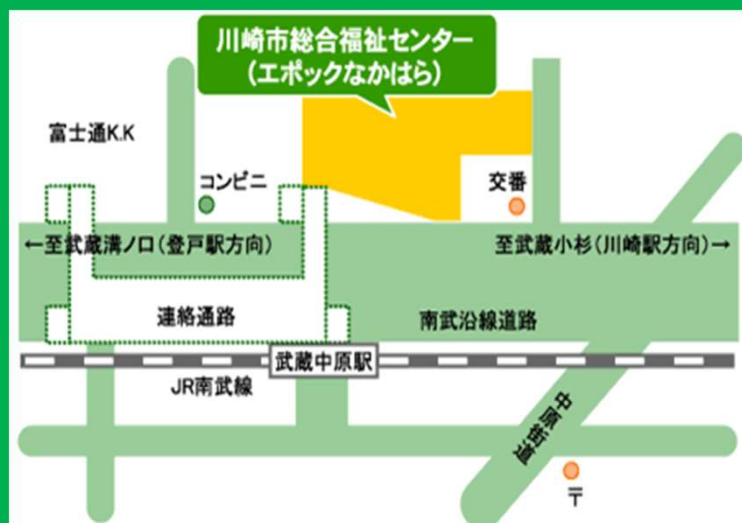 川崎市総合福祉センター
(エポックなかはら)
富士通K.K
コンビニ
交番
←至武蔵溝ノ口(登戸駅方向)
至武蔵小杉(川崎駅方向)→
連絡通路
南武沿線道路
武蔵中原駅
JR南武線
中原街道
〒